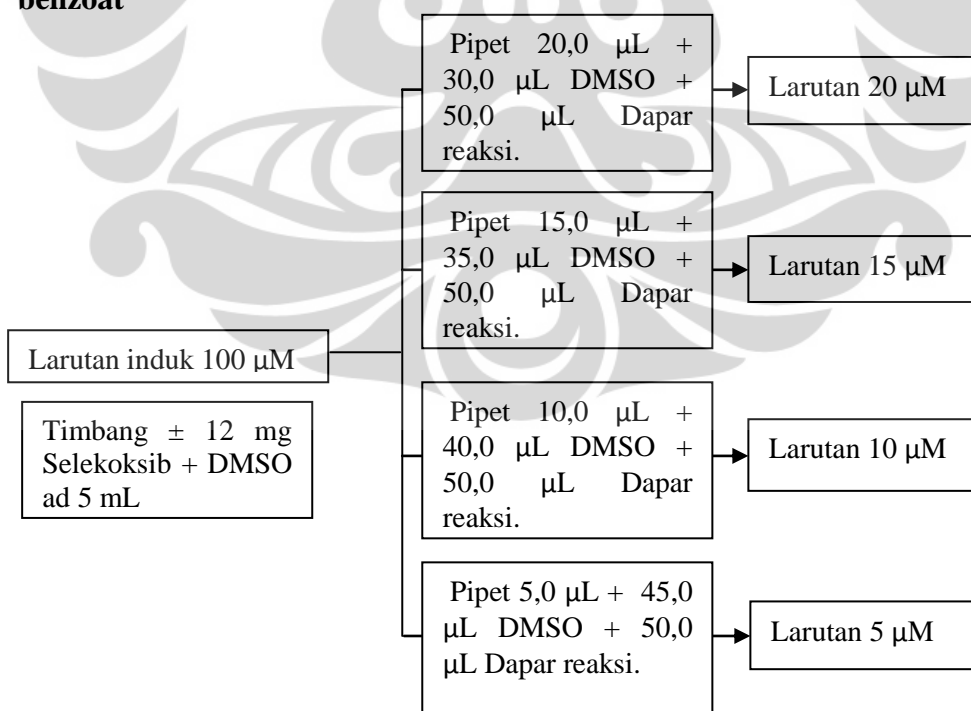 benzoat
Pipet 20,0 µL +
30,0 µL DMSO +
50,0 µL Dapar
reaksi.
Larutan 20 µM
Pipet 15,0 µL +
35,0 µL DMSO +
50,0 µL Dapar
reaksi.
Larutan 15 µM
Larutan induk 100 µM
Timbang ± 12 mg
Selekoksib + DMSO
ad 5 mL
Pipet 10,0 µL +
40,0 µL DMSO +
50,0 µL Dapar
reaksi.
Larutan 10 µM
Pipet 5,0 µL + 45,0
µL DMSO + 50,0
µL Dapar reaksi.
Larutan 5 µM